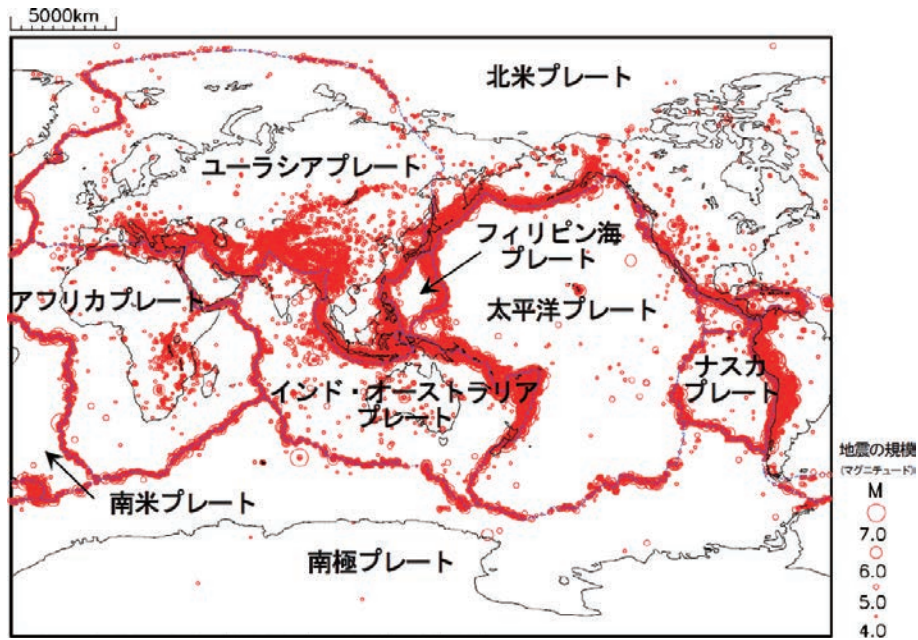 5000km
北米プレート
ユーラシアプレート
フィリピン海
プレート
アフリカプレート
太平洋プレート
ナスカ
プレート
インド・オーストラリア
プレート
南米プレート
南極プレート
地震の規模
(マグニチュード)
M
7.0
6.0
5.0
4.0